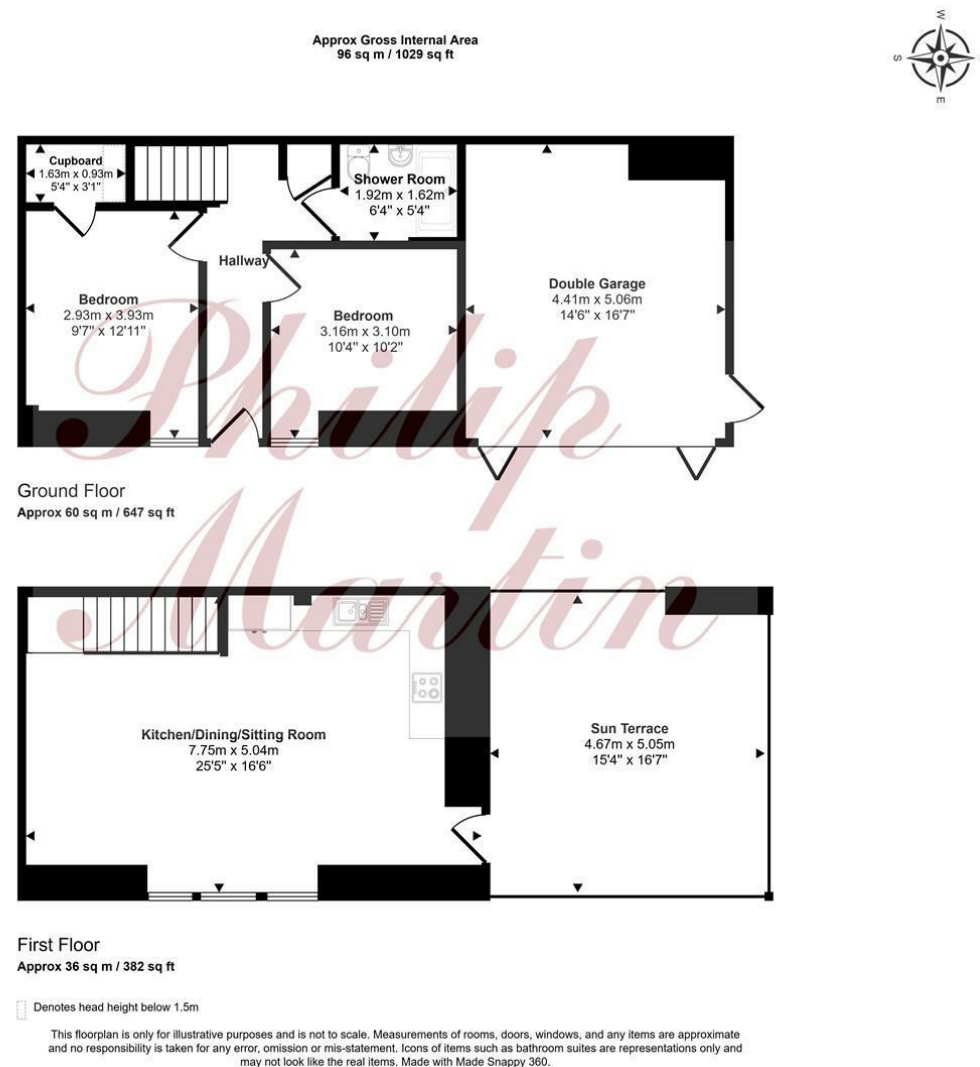 Approx Gross Internal Area
96 sq m / 1029 sq ft
W
S
E
Cupboard
1.63m x 0.93m
5'4" x 3'1"
Shower Room
1.92m x 1.62m
6'4" x 5'4"
Hallway
Bedroom
2.93m x 3.93m
9'7" x 12'11"
Bedroom
3.16m x 3.10m
10'4" x 10'2"
Double Garage
4.41m x 5.06m
14'6" x 16'7"
Philip
Martin
Ground Floor
Approx 60 sq m / 647 sq ft
Kitchen/Dining/Sitting Room
7.75m x 5.04m
25'5" x 16'6"
Sun Terrace
4.67m x 5.05m
15'4" x 16'7"
First Floor
Approx 36 sq m / 382 sq ft
Denotes head height below 1.5m
This floorplan is only for illustrative purposes and is not to scale. Measurements of rooms, doors, windows, and any items are approximate
and no responsibility is taken for any error, omission or mis-statement. Icons of items such as bathroom suites are representations only and
may not look like the real items. Made with Made Snappy 360.